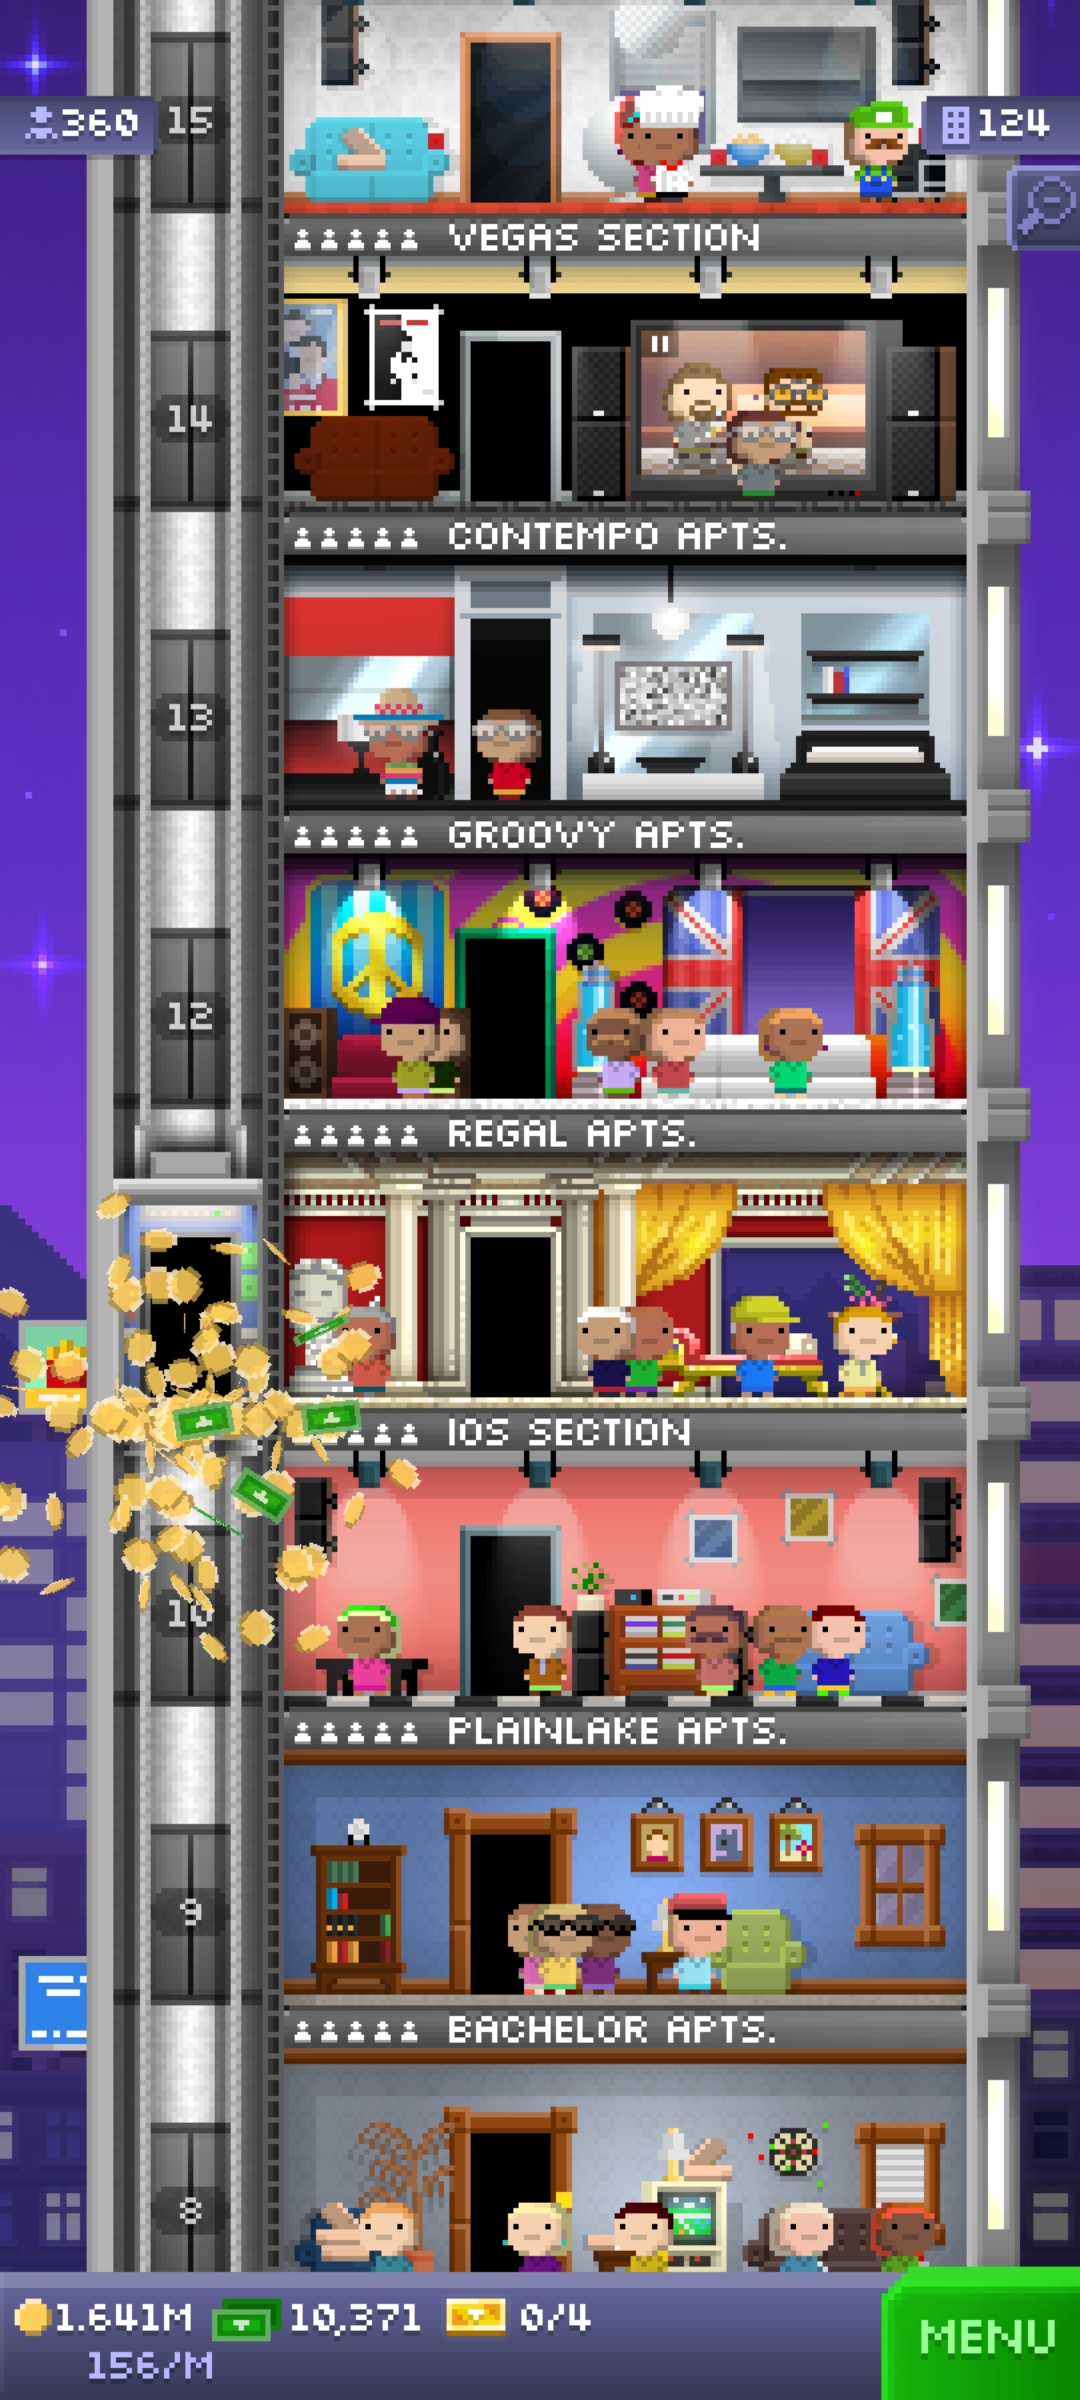 360
15
124
VEGAS SECTION
14
CONTEMPO APTS.
13
GROOVY APTS.
12
REGAL APTS.
IOS SECTION
10
PLAINLAKE APTS.
9
BACHELOR APTS.
8
1.641M 10,371 0/4
156/M
MENU